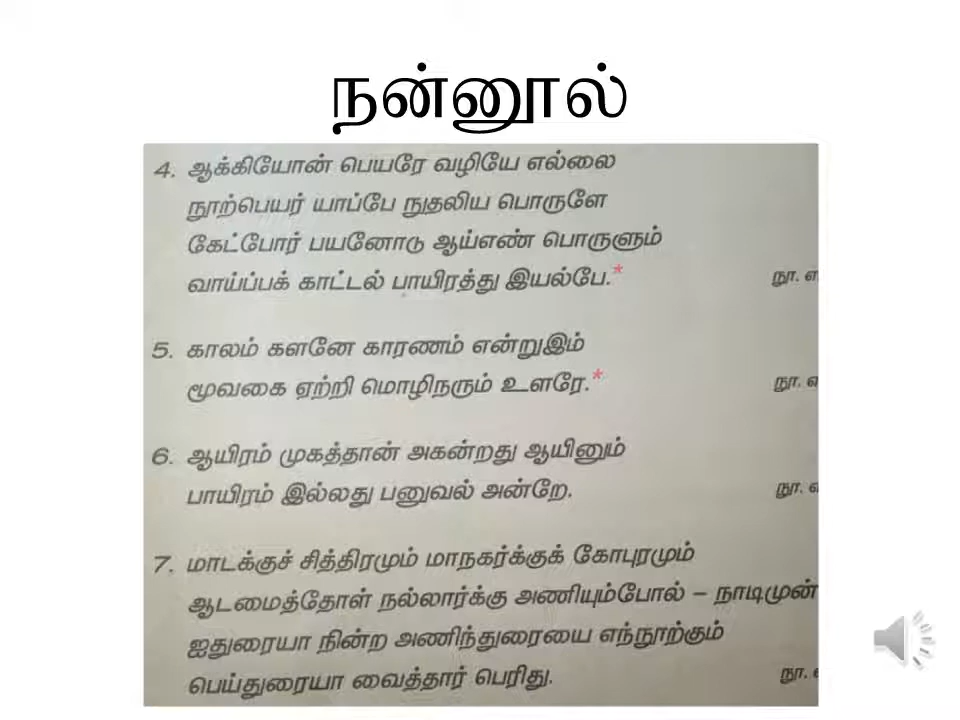 நன்னூல்
4. ஆக்கியோன் பெயரே வழியே எல்லை
நூற்பெயர் யாப்பே நுதலிய பொருளே
கேட்போர் பயனோடு ஆய்எண் பொருளும்
வாய்ப்பக் காட்டல் பாயிரத்து இயல்பே.* நூ. எ
5. காலம் களனே காரணம் என்றுஇம்
மூவகை ஏற்றி மொழிநரும் உளரே.* நூ. எ
6. ஆயிரம் முகத்தான் அகன்றது ஆயினும்
பாயிரம் இல்லது பனுவல் அன்றே. நூ. எ
7. மாடக்குச் சித்திரமும் மாநகர்க்குக் கோபுரமும்
ஆடமைத்தோள் நல்லார்க்கு அணியும்போல் – நாடிமுன்
ஐதுரையா நின்ற அணிந்துரையை எந்நூற்கும்
பெய்துரையா வைத்தார் பெரிது. நூ.